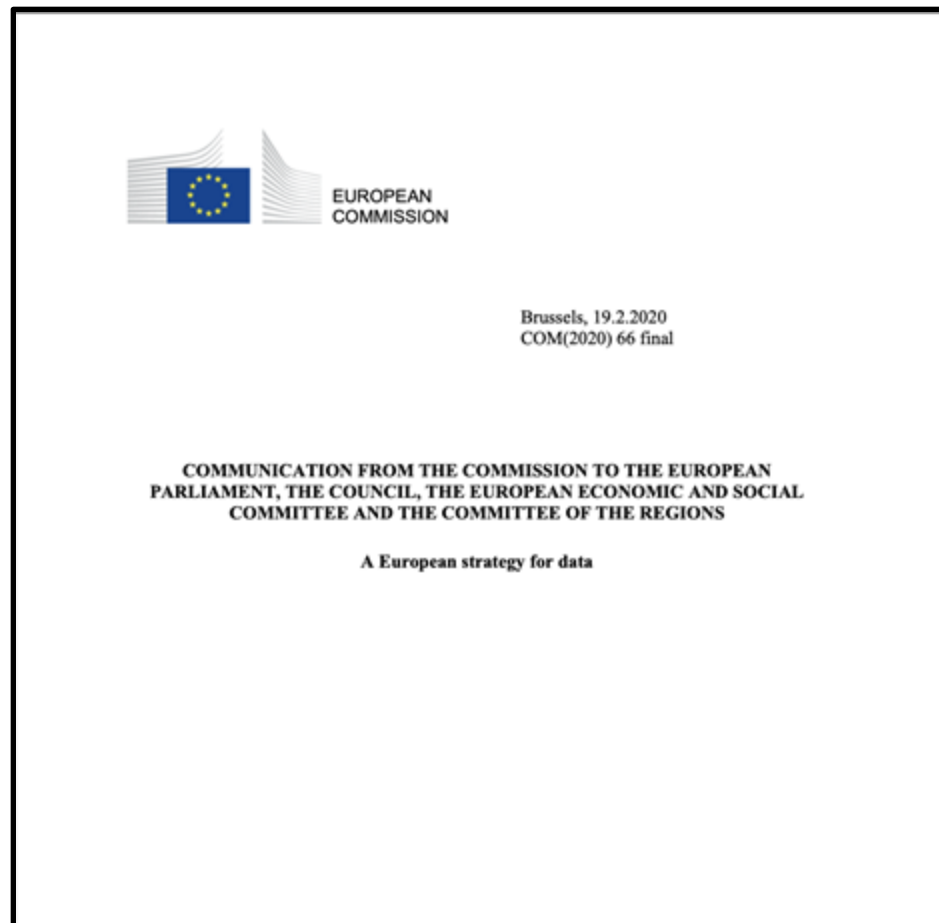 EUROPEAN
COMMISSION
Brussels, 19.2.2020
COM(2020) 66 final
COMMUNICATION FROM THE COMMISSION TO THE EUROPEAN
PARLIAMENT, THE COUNCIL, THE EUROPEAN ECONOMIC AND SOCIAL
COMMITTEE AND THE COMMITTEE OF THE REGIONS
A European strategy for data